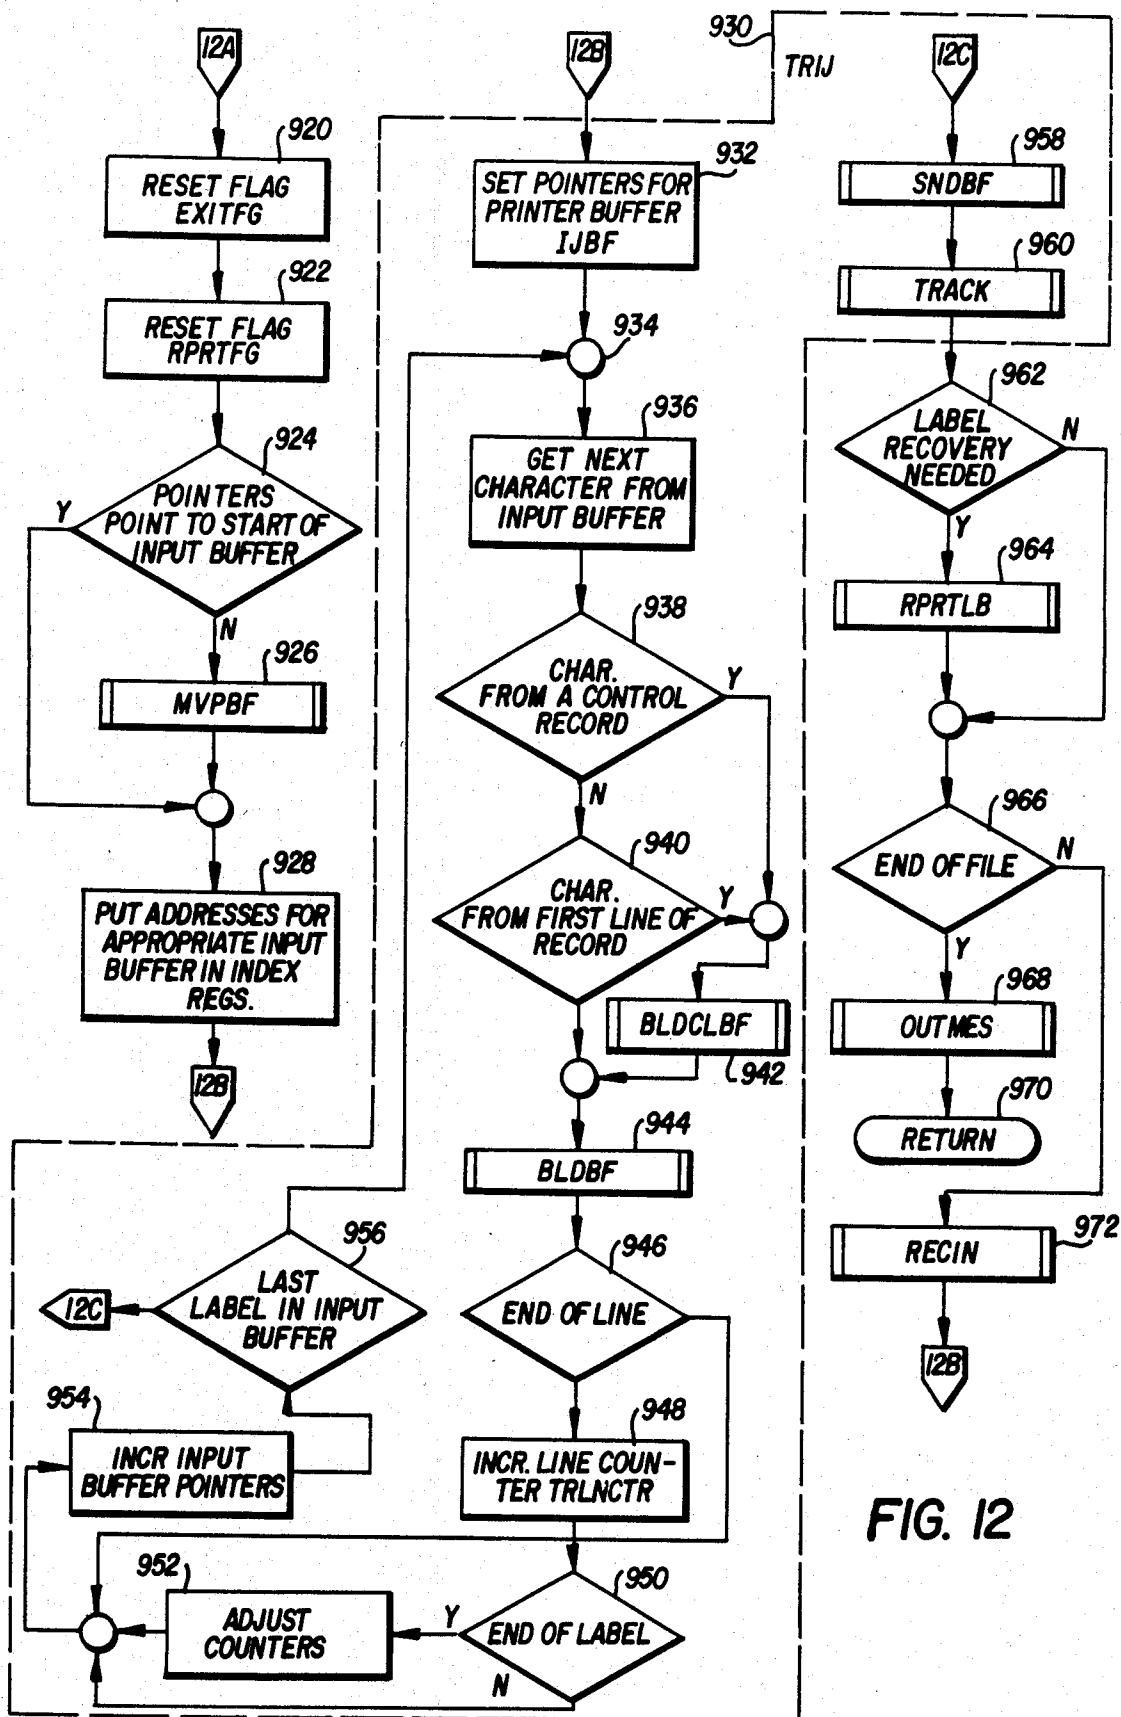 12A
920
RESET FLAG
EXITFG
922
RESET FLAG
RPRTFG
924
POINTERS
POINT TO START OF
INPUT BUFFER
Y
N
926
MVPBF
928
PUT ADDRESSES FOR
APPROPRIATE INPUT
BUFFER IN INDEX
REGS.
12B
930
TRIJ
12B
932
SET POINTERS FOR
PRINTER BUFFER
IJBF
934
936
GET NEXT
CHARACTER FROM
INPUT BUFFER
938
CHAR.
FROM A CONTROL
RECORD
Y
N
940
CHAR.
FROM FIRST LINE OF
RECORD
Y
BLDCLBF
942
944
BLDBF
946
END OF LINE
948
INCR. LINE COUN-
TER TRLNCTR
950
END OF LABEL
Y
N
952
ADJUST
COUNTERS
954
INCR INPUT
BUFFER POINTERS
956
LAST
LABEL IN INPUT
BUFFER
12C
12C
958
SNDBF
960
TRACK
962
LABEL
RECOVERY
NEEDED
N
Y
964
RPRTLB
966
END OF FILE
N
Y
968
OUTMES
970
RETURN
RECIN
972
12B
FIG. 12